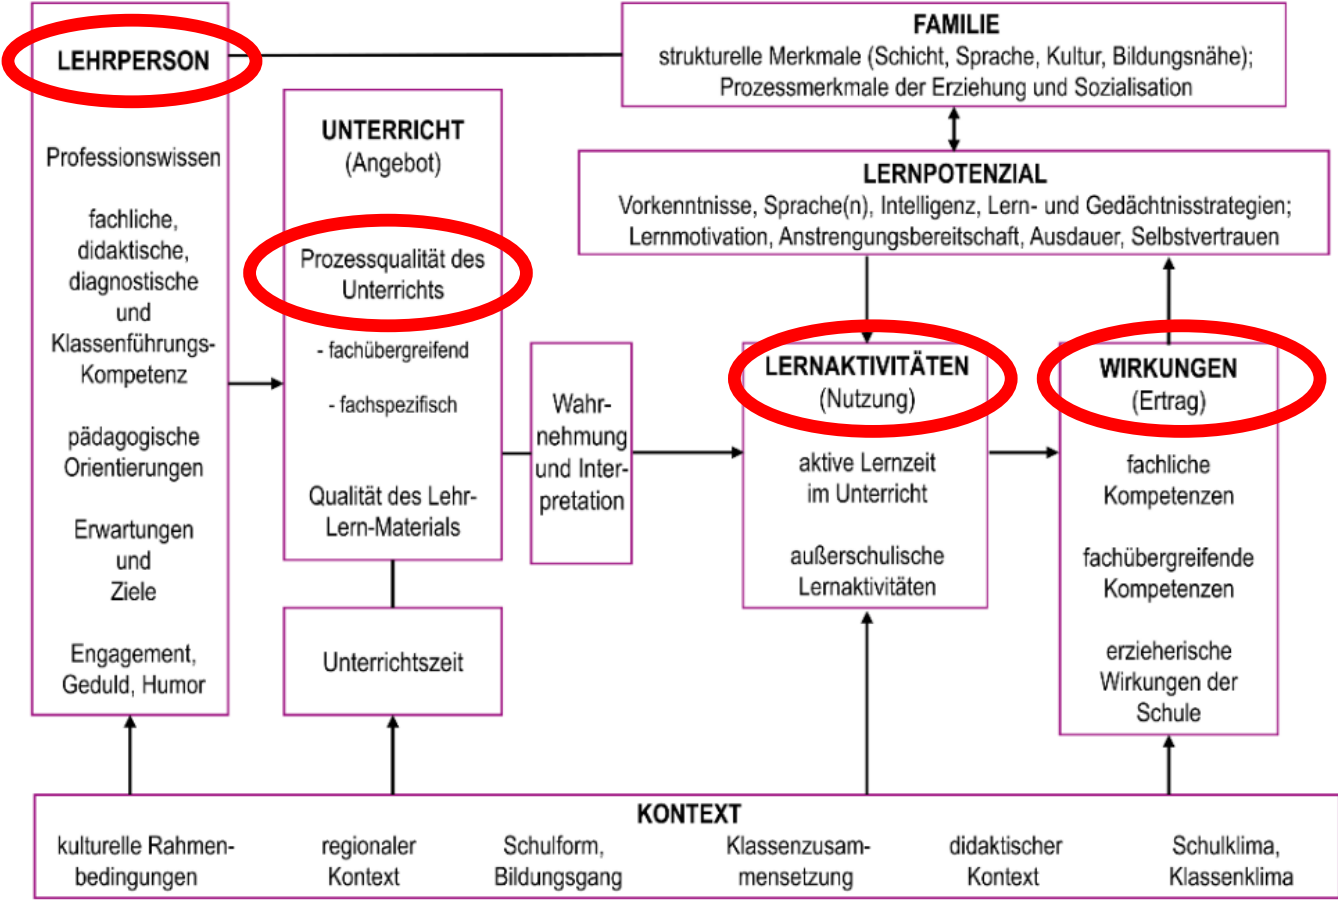 LEHRPERSON
Professionswissen
fachliche,
didaktische,
diagnostische
und
Klassenführungs-
Kompetenz
pädagogische
Orientierungen
Erwartungen
und
Ziele
Engagement,
Geduld, Humor
UNTERRICHT
(Angebot)
Prozessqualität des
Unterrichts
- fachübergreifend
- fachspezifisch
Qualität des Lehr-
Lern-Materials
Unterrichtszeit
FAMILIE
strukturelle Merkmale (Schicht, Sprache, Kultur, Bildungsnähe);
Prozessmerkmale der Erziehung und Sozialisation
LERNPOTENZIAL
Vorkenntnisse, Sprache(n), Intelligenz, Lern- und Gedächtnisstrategien;
Lernmotivation, Anstrengungsbereitschaft, Ausdauer, Selbstvertrauen
Wahr-
nehmung
und Inter-
pretation
LERNAKTIVITÄTEN
(Nutzung)
aktive Lernzeit
im Unterricht
außerschulische
Lernaktivitäten
WIRKUNGEN
(Ertrag)
fachliche
Kompetenzen
fachübergreifende
Kompetenzen
erzieherische
Wirkungen der
Schule
KONTEXT
kulturelle Rahmen-
bedingungen
regionaler
Kontext
Schulform,
Bildungsgang
Klassenzusam-
mensetzung
didaktischer
Kontext
Schulklima,
Klassenklima